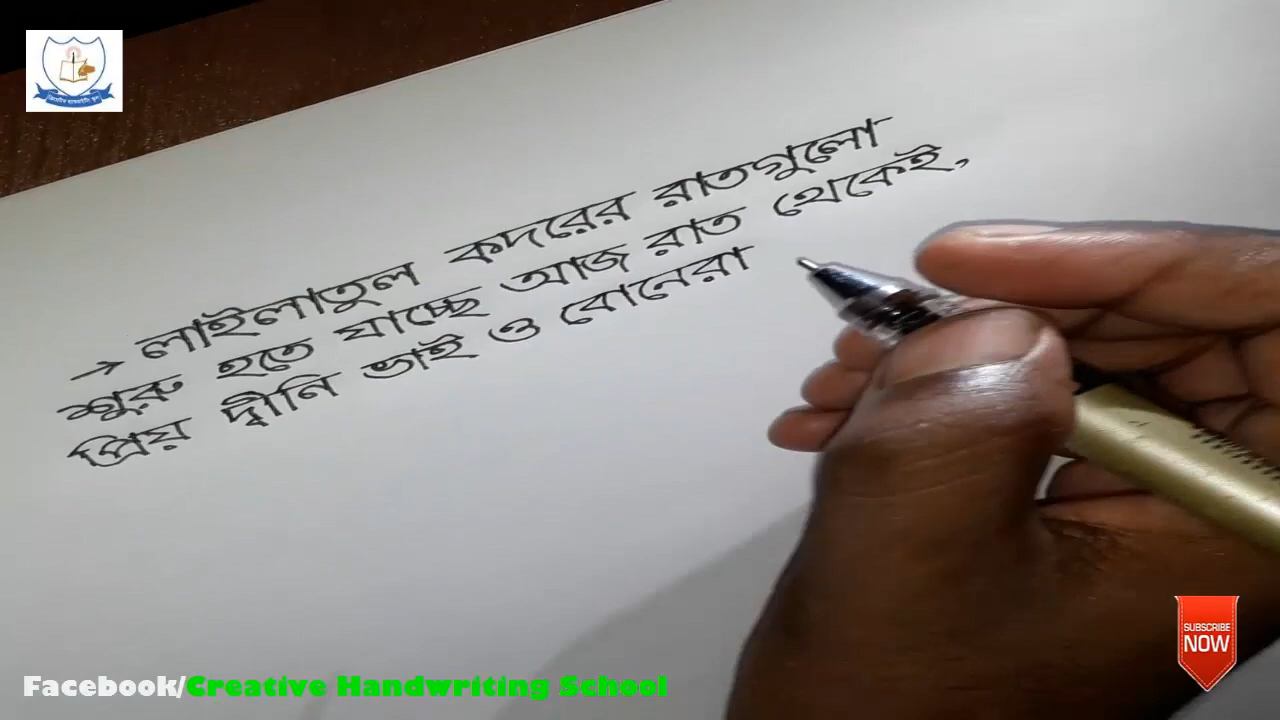 → লাইলাতুল কদরের রাতগুলো
শুরু হতে যাচ্ছে আজ রাত থেকেই,
প্রিয় দ্বীনি ভাই ও বোনেরা
SUBSCRIBE
NOW
Facebook/Creative Handwriting School